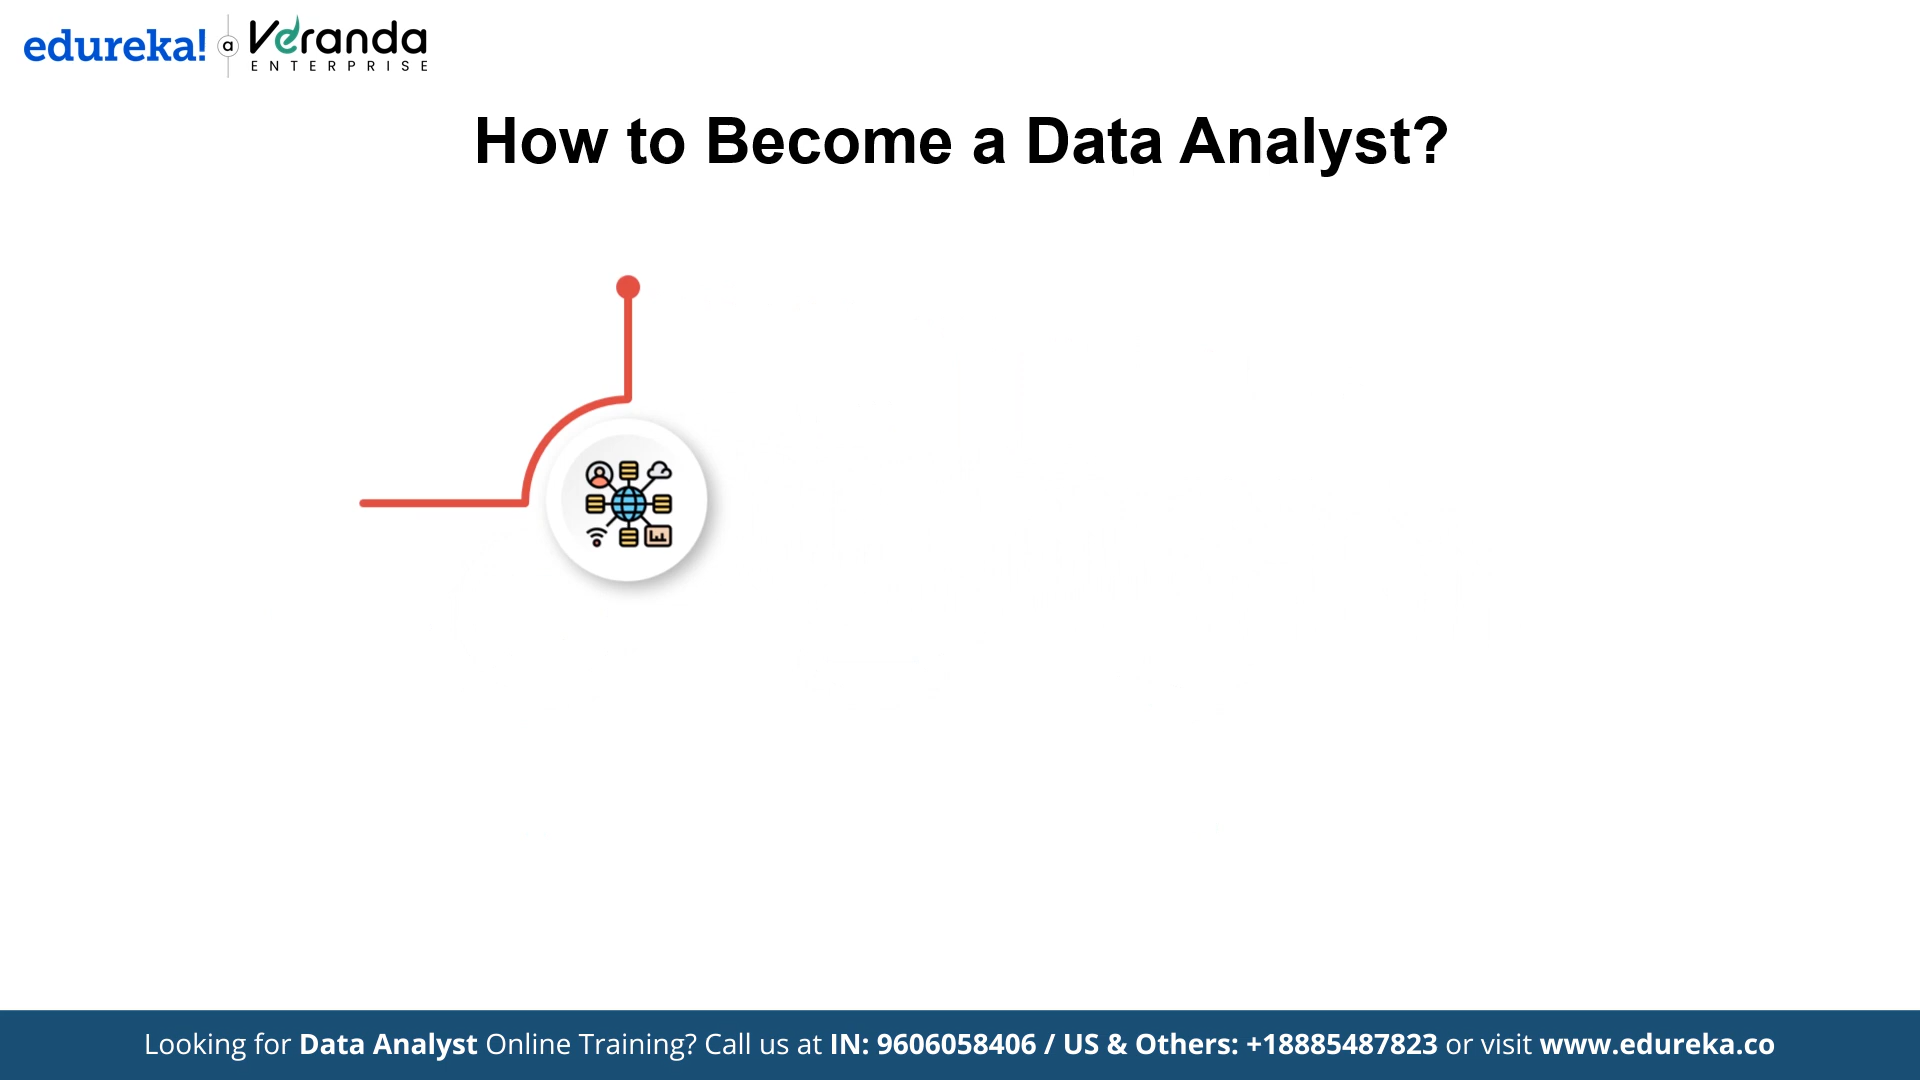 edureka! a Veranda
ENTERPRISE
How to Become a Data Analyst?
Looking for Data Analyst Online Training? Call us at IN: 9606058406 / US & Others: +18885487823 or visit www.edureka.co